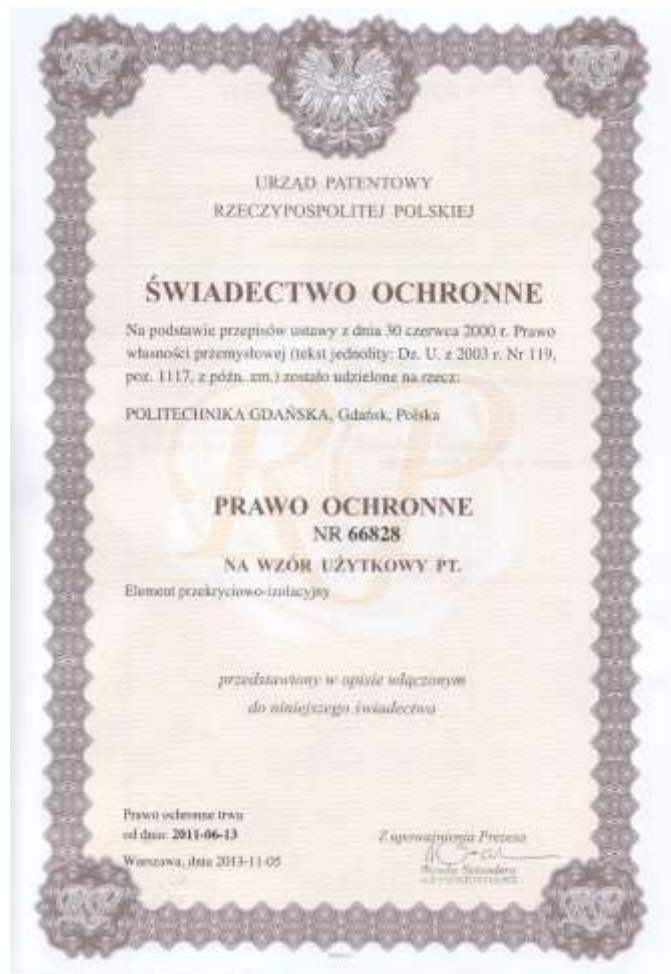 URZĄD PATENTOWY
RZECZYPOSPOLITEJ POLSKIEJ
ŚWIADECTWO OCHRONNE
Na podstawie przepisów ustawy z dnia 30 czerwca 2000 r. Prawo
własności przemysłowej (tekst jednolity: Dz. U. z 2003 r. Nr 119,
poz. 1117, z późn. zm.) zostało udzielone na rzecz:
POLITECHNIKA GDAŃSKA, Gdańsk, Polska
PRAWO OCHRONNE
NR 66828
NA WZÓR UŻYTKOWY PT.
Element przekryciowo-izolacyjny
przedstawiony w opisie włączonym
do niniejszego świadectwa
Prawo ochronne trwa
od dnia: 2011-06-13
Z upoważnienia Prezesa
Warszawa, dnia 2013-11-05